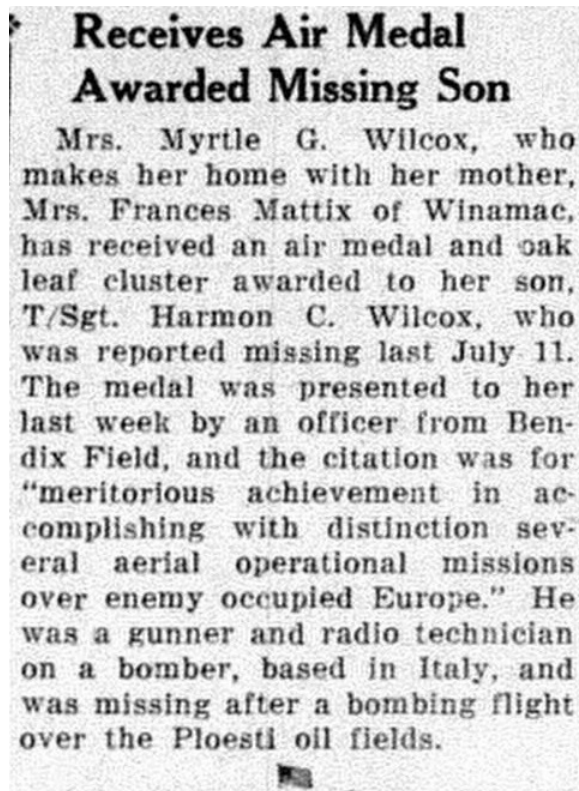 Receives Air Medal
Awarded Missing Son
Mrs. Myrtle G. Wilcox, who
makes her home with her mother,
Mrs. Frances Mattix of Winamac,
has received an air medal and oak
leaf cluster awarded to her son,
T/Sgt. Harmon C. Wilcox, who
was reported missing last July 11.
The medal was presented to her
last week by an officer from Ben-
dix Field, and the citation was for
"meritorious achievement in ac-
complishing with distinction sev-
eral aerial operational missions
over enemy occupied Europe." He
was a gunner and radio technician
on a bomber, based in Italy, and
was missing after a bombing flight
over the Ploesti oil fields.